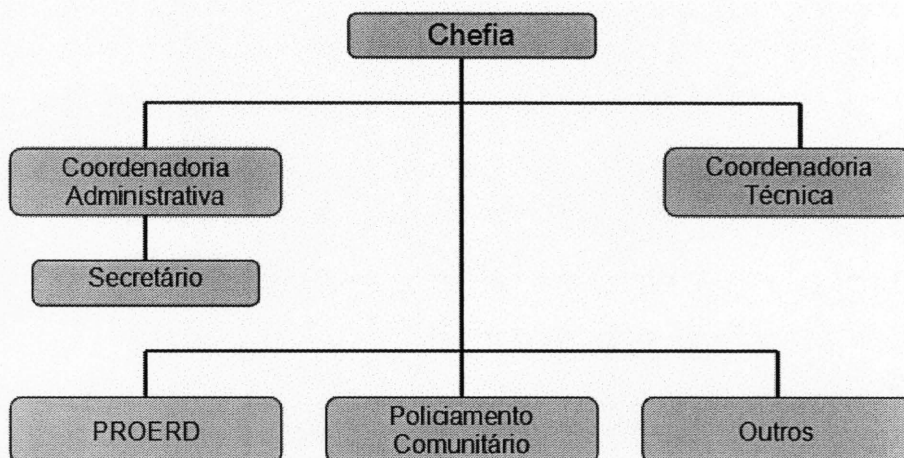 Chefia
Coordenadoria
Administrativa
Coordenadoria
Técnica
Secretário
PROERD
Policiamento
Comunitário
Outros